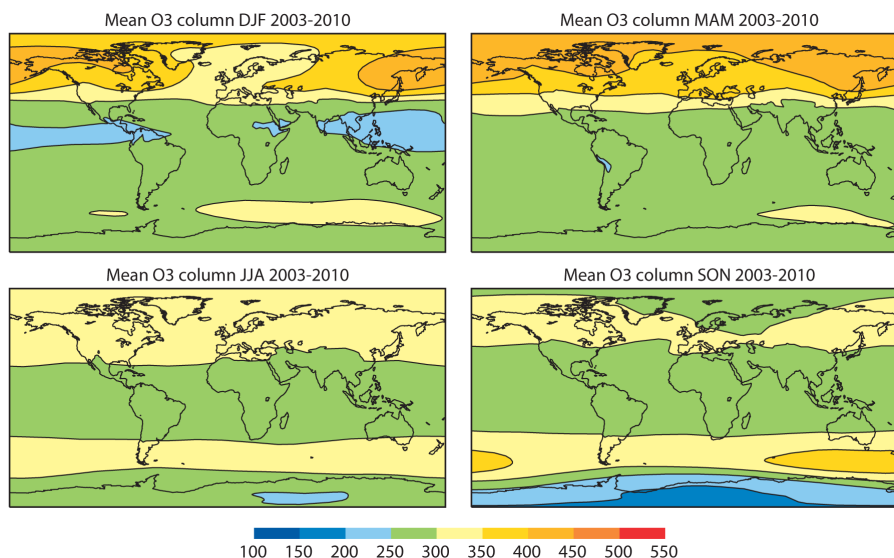 Mean O3 column DJF 2003-2010
Mean O3 column MAM 2003-2010
Mean O3 column JJA 2003-2010
Mean O3 column SON 2003-2010
100 150 200 250 300 350 400 450 500 550